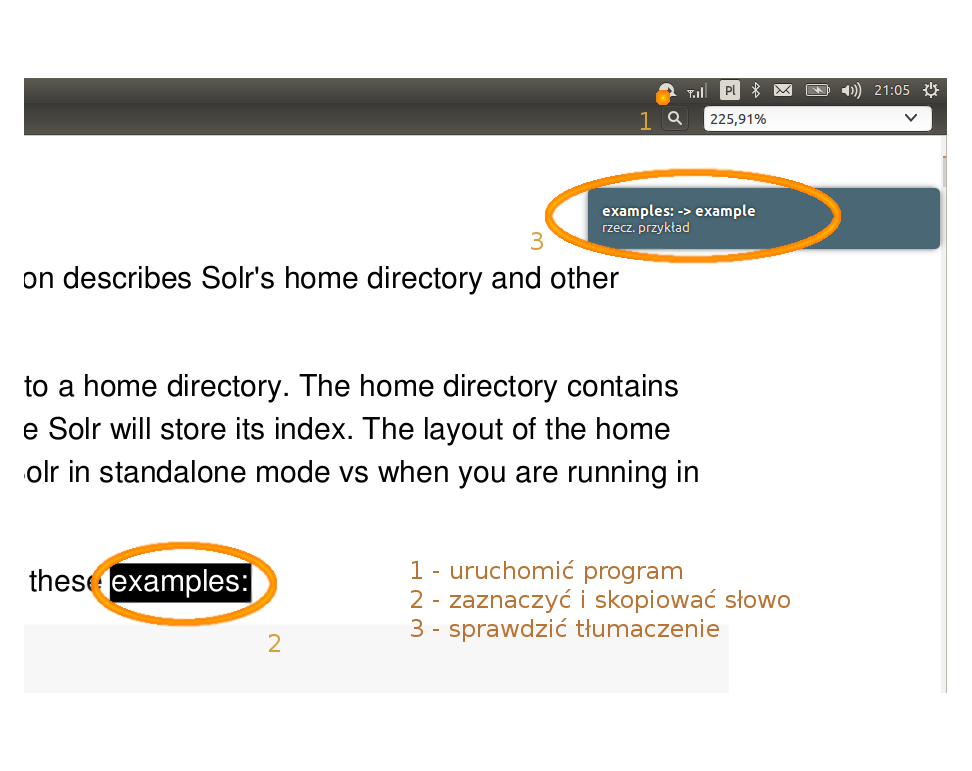 Pl
21:05
1
225,91%
examples: -> example
rzecz. przykład
3
on describes Solr's home directory and other
to a home directory. The home directory contains
e Solr will store its index. The layout of the home
olr in standalone mode vs when you are running in
these examples:
1 - uruchomić program
2 - zaznaczyć i skopiować słowo
3 - sprawdzić tłumaczenie
2